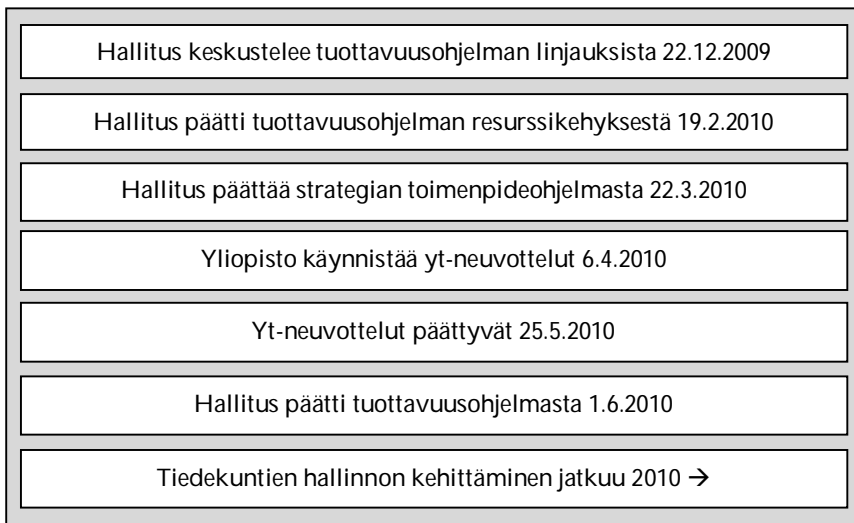 Hallitus keskustelee tuottavuusohjelman linjauksista 22.12.2009
Hallitus päätti tuottavuusohjelman resurssikehyksestä 19.2.2010
Hallitus päättää strategian toimenpideohjelmasta 22.3.2010
Yliopisto käynnistää yt-neuvottelut 6.4.2010
Yt-neuvottelut päättyvät 25.5.2010
Hallitus päätti tuottavuusohjelmasta 1.6.2010
Tiedekuntien hallinnon kehittäminen jatkuu 2010 →